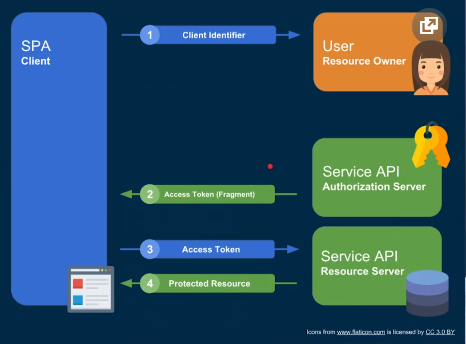 SPA
Client
1
Client Identifier
User
Resource Owner
Service API
Authorization Server
2
Access Token (Fragment)
3
Access Token
Service API
Resource Server
4
Protected Resource
Icons from www.flaticon.com is licensed by CC 3.0 BY